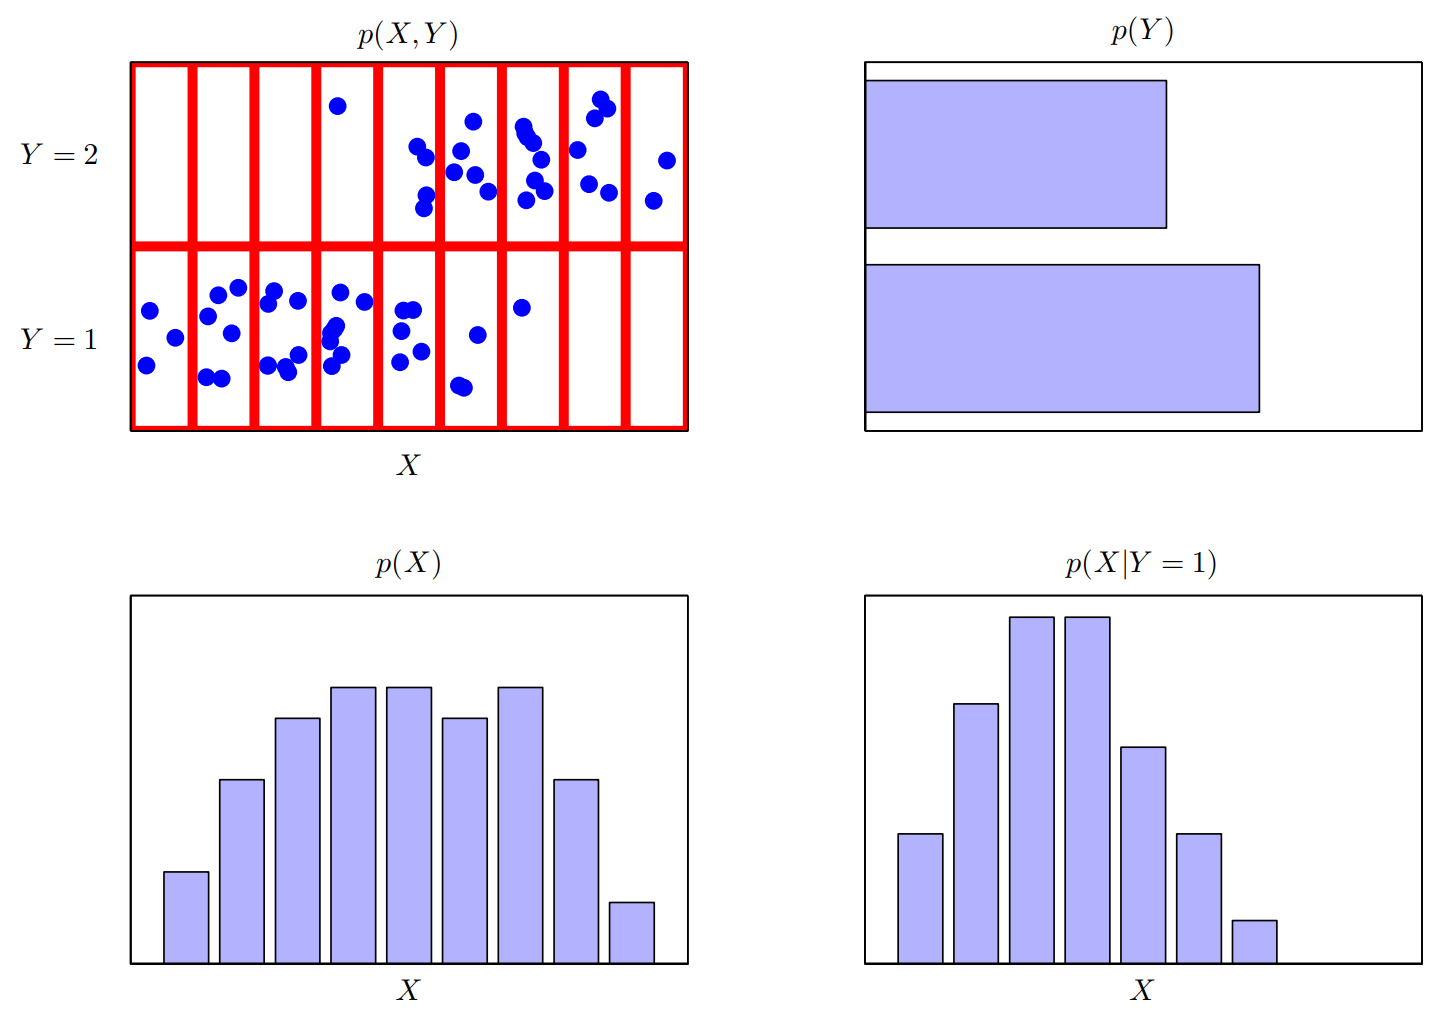 p(X, Y)
Y = 2
Y = 1
X
p(Y)
p(X)
X
p(X|Y = 1)
X